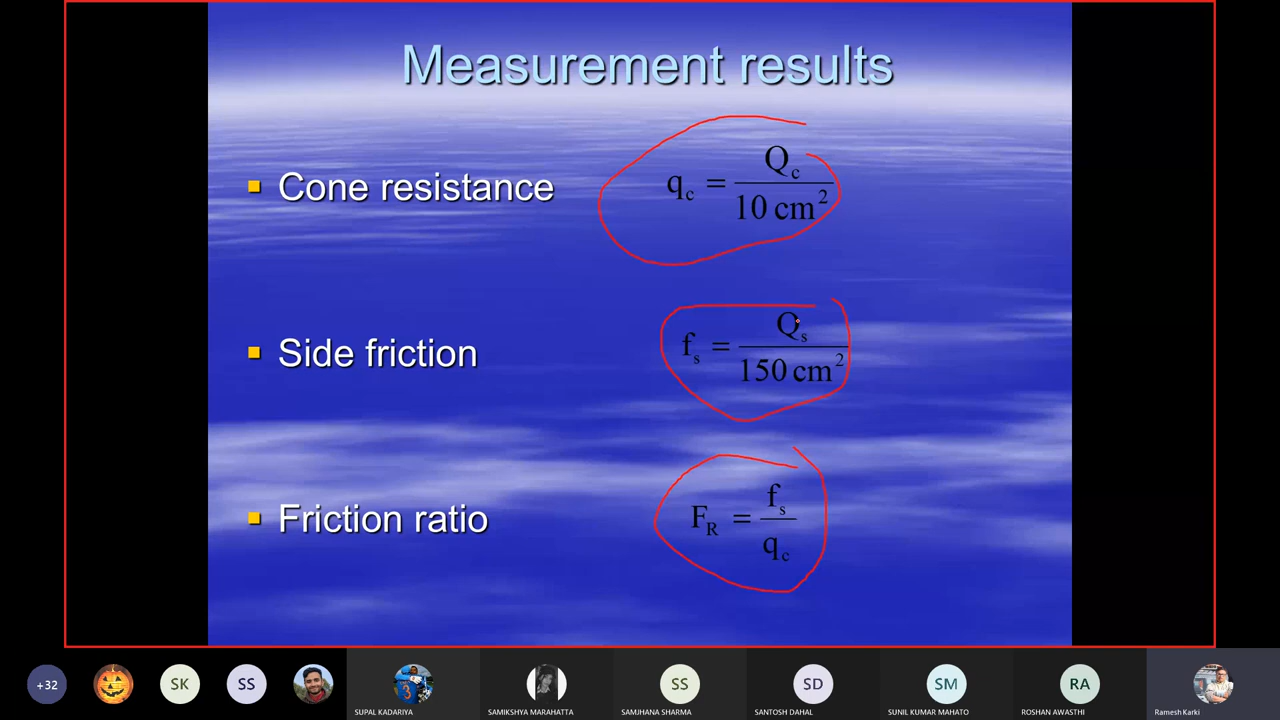 Measurement results
Cone resistance
q_c = Q_c / 10 cm²
Side friction
f_s = Q_s / 150 cm²
Friction ratio
F_R = f_s / q_c
+32
SK
SS
SS
SD
SM
RA
SUPAL KADARIYA
SAMIKSHYA MARAHATTA
SAMJHANA SHARMA
SANTOSH DAHAL
SUNIL KUMAR MAHATO
ROSHAN AWASTHI
Ramesh Karki